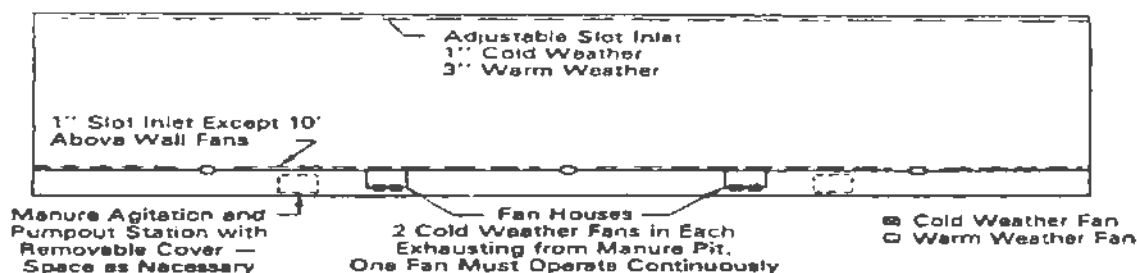 Adjustable Slot Inlet
1'' Cold Weather
3'' Warm Weather
1'' Slot Inlet Except 10'
Above Wall Fans
Manure Agitation and
Pumpout Station with
Removable Cover —
Space as Necessary
Fan Houses
2 Cold Weather Fans in Each
Exhausting from Manure Pit,
One Fan Must Operate Continuously
Cold Weather Fan
Warm Weather Fan